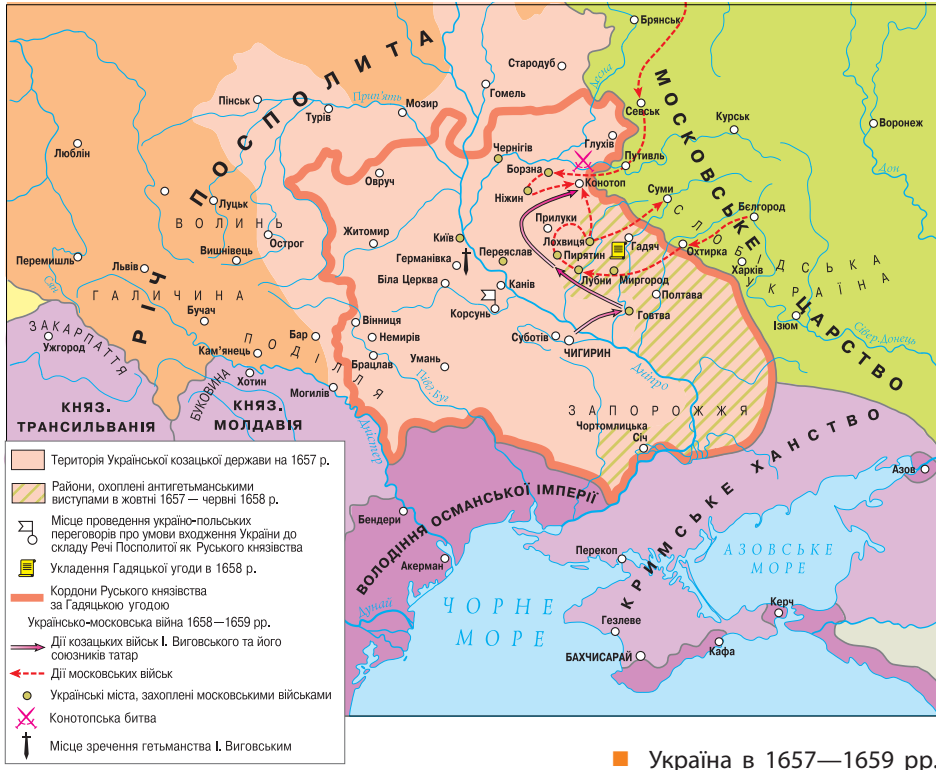 Брянськ
Стародуб
Десна
Гомель
РІЧ ПОСПОЛИТА
МОСКОВСЬКЕ ЦАРСТВО
Пінськ
Прип'ять
Турів
Мозир
Севськ
Курськ
Воронеж
Дон
Люблін
Чернігів
Глухів
Путивль
Борзна
Овруч
Конотоп
Ніжин
Суми
Бєлгород
Луцьк
ВОЛИНЬ
Острог
Вишнівець
Житомир
Київ
Прилуки
Лохвиця
Гадяч
Охтирка
СЛОБІДСЬКА УКРАЇНА
Харків
Перемишль
Львів
Германівка
Переяслав
Пирятин
Лубни
Миргород
Сян
ГАЛИЧИНА
Біла Церква
Канів
Полтава
Бучач
Корсунь
Говтва
Ізюм
Сівер. Донець
ЗАКАРПАТТЯ
Ужгород
Вінниця
Немирів
Бар
ПОДІЛЛЯ
Суботів
ЧИГИРИН
Кам'янець
Брацлав
Умань
Дніпро
Хотин
БУКОВИНА
Могилів
Півд. Буг
КНЯЗ.
ТРАНСИЛЬВАНІЯ
КНЯЗ.
МОЛДАВІЯ
ЗАПОРОЖЖЯ
Чортомлицька
Січ
Дністер
КРИМСЬКЕ ХАНСТВО
Азов
ВОЛОДІННЯ ОСМАНСЬКОЇ ІМПЕРІЇ
Бендери
Акерман
Перекоп
АЗОВСЬКЕ
МОРЕ
Дунай
ЧОРНЕ
МОРЕ
Гезлеве
Керч
БАХЧИСАРАЙ
Кафа
Територія Української козацької держави на 1657 р.
Райони, охоплені антигетьманськими
виступами в жовтні 1657 — червні 1658 р.
Місце проведення україно-польських
переговорів про умови входження України до
складу Речі Посполитої як Руського князівства
Укладення Гадяцької угоди в 1658 р.
Кордони Руського князівства
за Гадяцькою угодою
Українсько-московська війна 1658—1659 рр.
Дії козацьких військ І. Виговського та його
союзників татар
Дії московських військ
Українські міста, захоплені московськими військами
Конотопська битва
Місце зречення гетьманства І. Виговським
Україна в 1657—1659 рр.